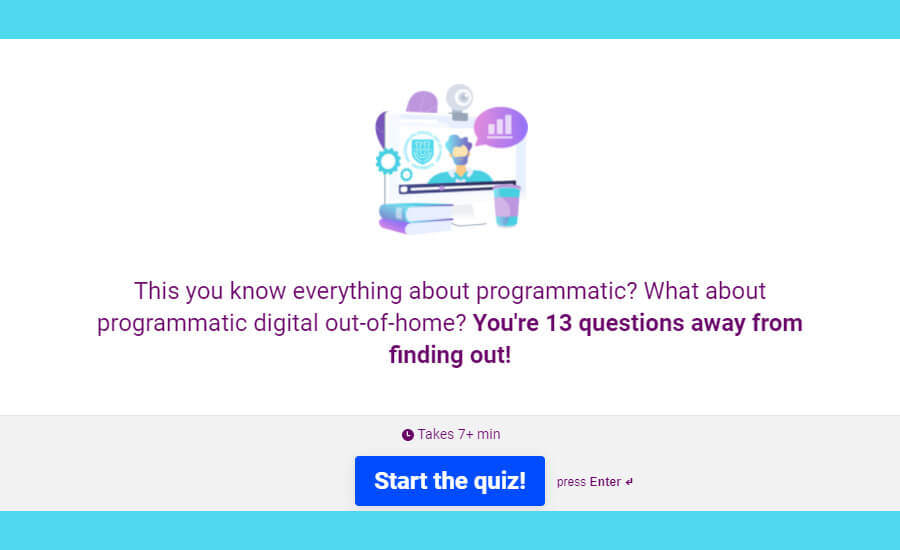 This you know everything about programmatic? What about
programmatic digital out-of-home? You're 13 questions away from
finding out!
Takes 7+ min
Start the quiz!
press Enter ↵